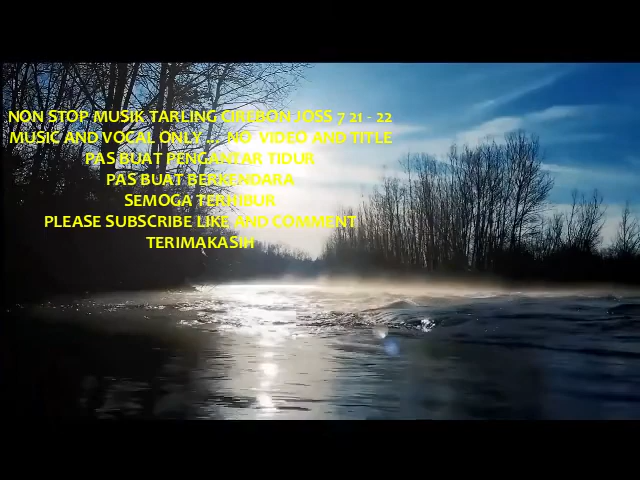 NON STOP MUSIK TARLING CIREBON JOSS 7 21 - 22
MUSIC AND VOCAL ONLY ... NO VIDEO AND TITLE
PAS BUAT PENGANTAR TIDUR
PAS BUAT BERKENDARA
SEMOGA TERHIBUR
PLEASE SUBSCRIBE LIKE AND COMMENT
TERIMAKASIH